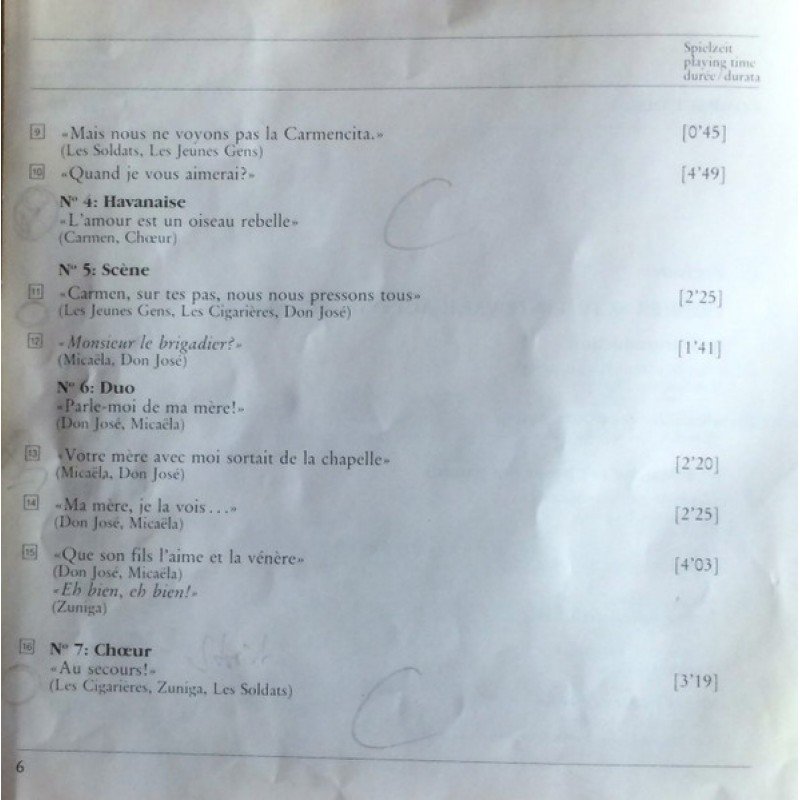 Spielzeit
playing time
durée/durata
9 «Mais nous ne voyons pas la Carmencita.» [0'45]
(Les Soldats, Les Jeunes Gens)
10 «Quand je vous aimerai?» [4'49]
Nº 4: Havanaise
«L'amour est un oiseau rebelle»
(Carmen, Chœur)
Nº 5: Scène
11 «Carmen, sur tes pas, nous nous pressons tous» [2'25]
(Les Jeunes Gens, Les Cigarières, Don José)
12 «Monsieur le brigadier?» [1'41]
(Micaëla, Don José)
Nº 6: Duo
«Parle-moi de ma mère!»
(Don José, Micaëla)
13 «Votre mère avec moi sortait de la chapelle» [2'20]
(Micaëla, Don José)
14 «Ma mère, je la vois...» [2'25]
(Don José, Micaëla)
15 «Que son fils l'aime et la vénère» [4'03]
(Don José, Micaëla)
«Eh bien, eh bien!»
(Zuniga)
16 Nº 7: Chœur
«Au secours!»
(Les Cigarières, Zuniga, Les Soldats) [3'19]
6